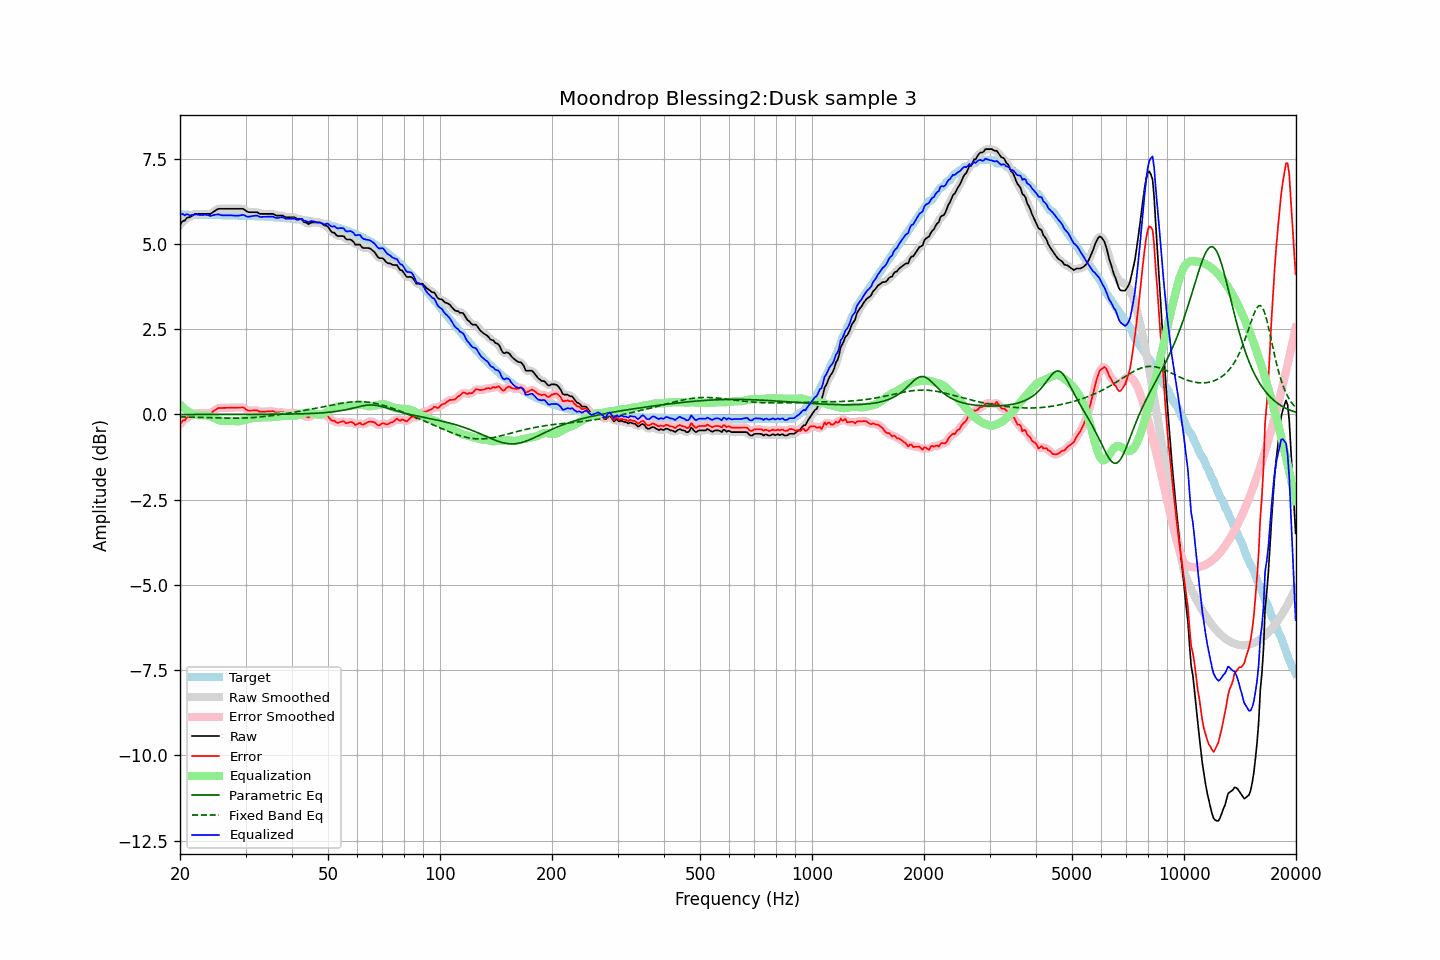 Moondrop Blessing2:Dusk sample 3
7.5
5.0
2.5
0.0
−2.5
−5.0
−7.5
−10.0
−12.5
Amplitude (dBr)
Target
Raw Smoothed
Error Smoothed
Raw
Error
Equalization
Parametric Eq
Fixed Band Eq
Equalized
20 50 100 200 500 1000 2000 5000 10000 20000
Frequency (Hz)